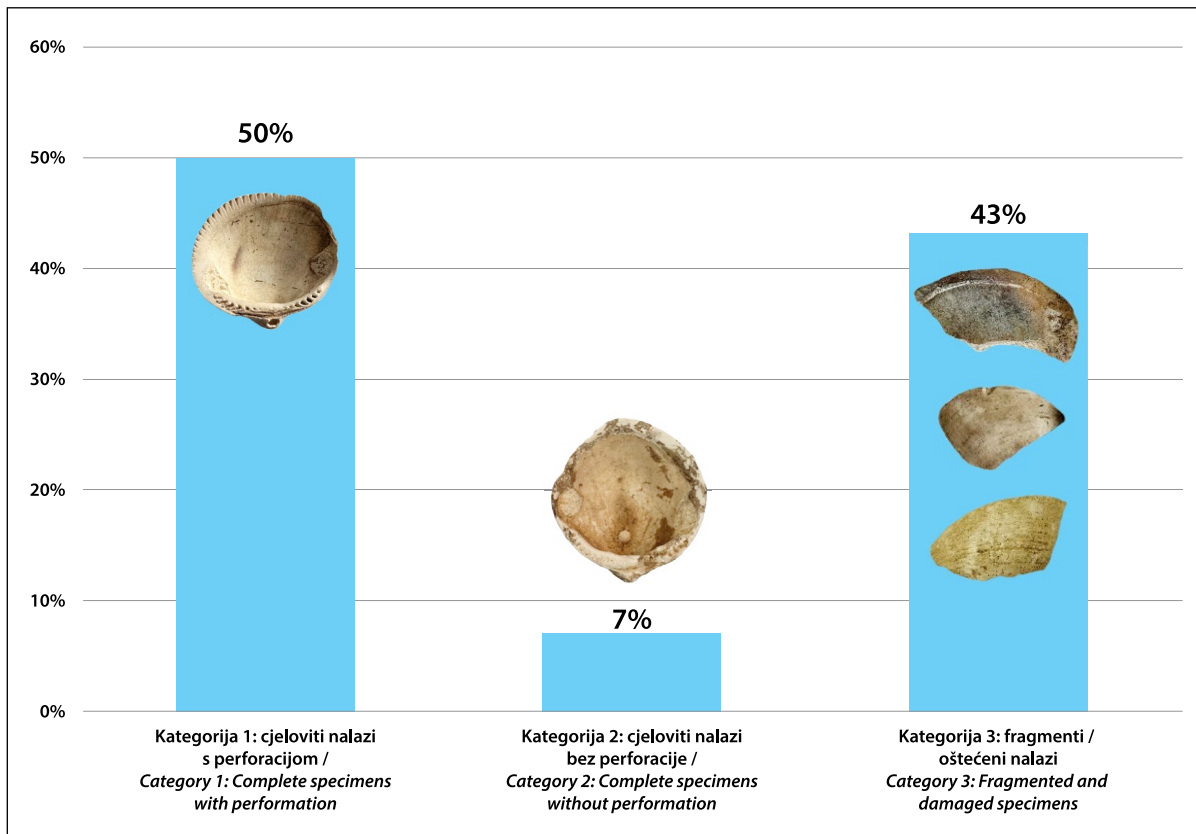 60%
50%
50%
43%
40%
30%
20%
10%
7%
0%
Kategorija 1: cjeloviti nalazi
s perforacijom /
Category 1: Complete specimens
with performation
Kategorija 2: cjeloviti nalazi
bez perforacije /
Category 2: Complete specimens
without performation
Kategorija 3: fragmenti /
oštećeni nalazi
Category 3: Fragmented and
damaged specimens